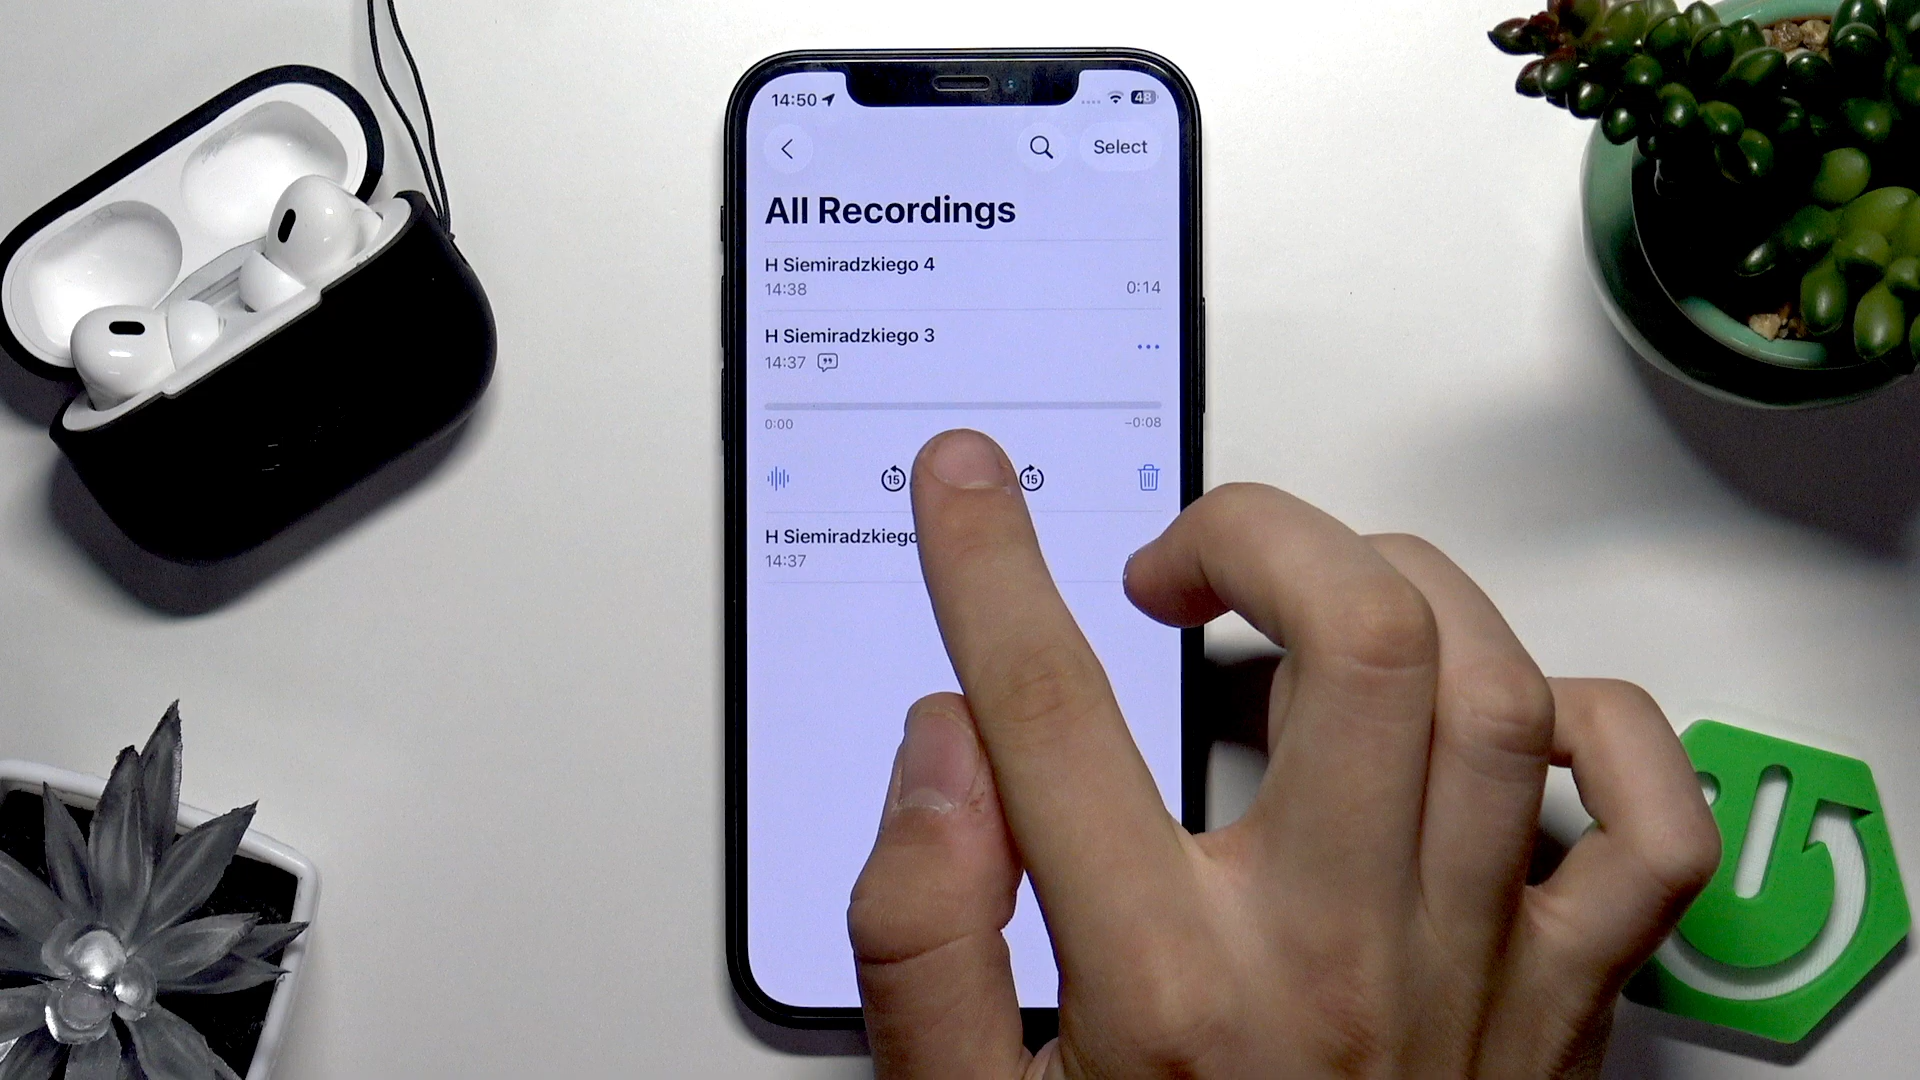 14:50
48
Select
All Recordings
H Siemiradzkiego 4
14:38
0:14
H Siemiradzkiego 3
14:37
0:00
−0:08
15
15
H Siemiradzkiego
14:37